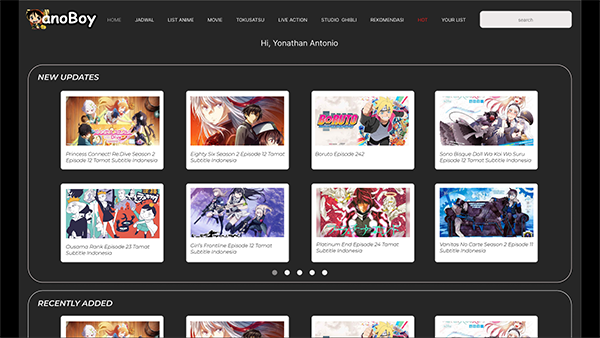 anoBoy
HOME JADWAL LIST ANIME MOVIE TOKUSATSU LIVE ACTION STUDIO GHIBLI REKOMENDASI HOT YOUR LIST search
Hi, Yonathan Antonio
NEW UPDATES
BORUTO
Princess Connect! Re:Dive Season 2
Episode 12 Tamat
Subtitle Indonesia
Eighty Six Season 2 Episode 12 Tamat
Subtitle Indonesia
Boruto Episode 242
Sono Bisque Doll Wa Koi Wo Suru
Episode 12 Tamat Subtitle Indonesia
Ousama Rank Episode 23 Tamat
Subtitle Indonesia
Girl's Frontline Episode 12 Tamat
Subtitle Indonesia
Platinum End Episode 24 Tamat
Subtitle Indonesia
Vanitas No Carte Season 2 Episode 11
Subtitle Indonesia
RECENTLY ADDED